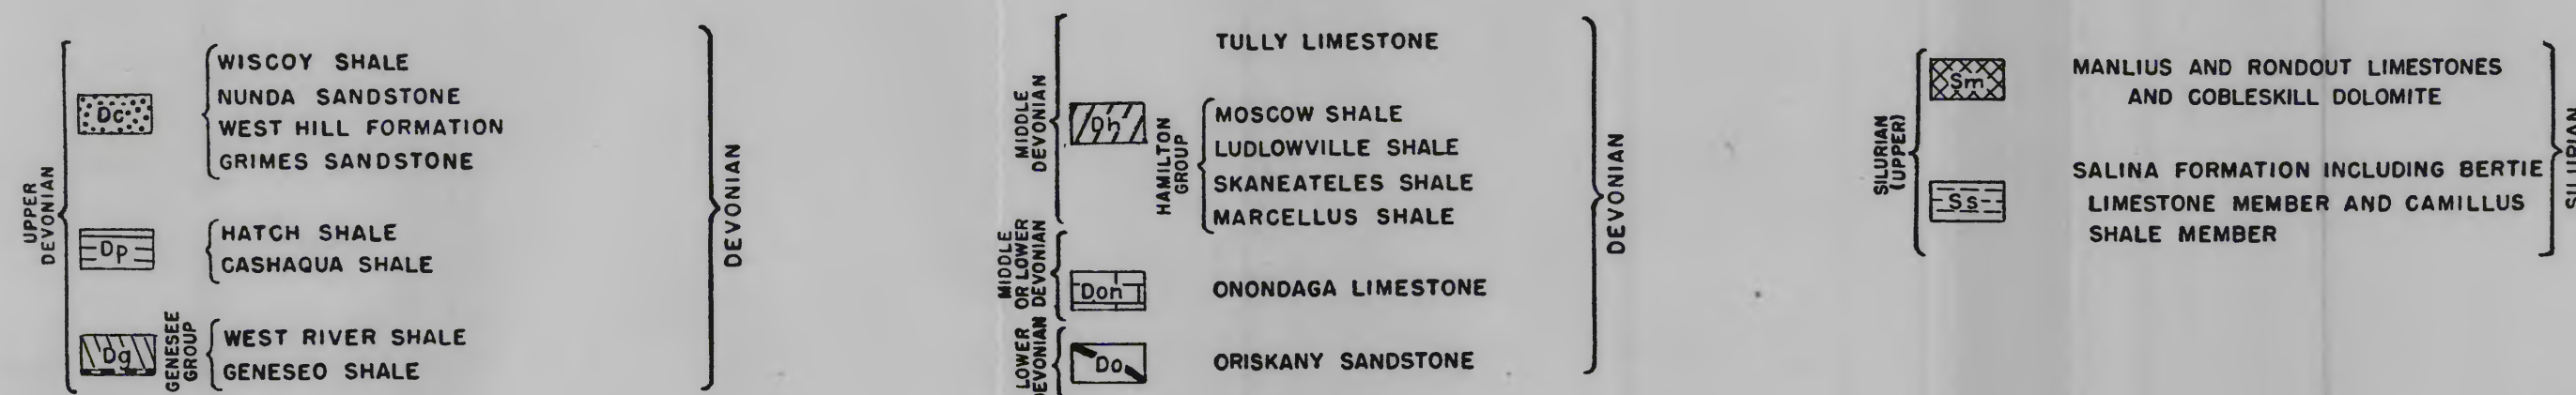 UPPER
DEVONIAN
Dc
WISCOY SHALE
NUNDA SANDSTONE
WEST HILL FORMATION
GRIMES SANDSTONE
Dp
HATCH SHALE
CASHAQUA SHALE
Dg
GENESEE
GROUP
WEST RIVER SHALE
GENESEO SHALE
DEVONIAN
MIDDLE
DEVONIAN
TULLY LIMESTONE
Dh
HAMILTON
GROUP
MOSCOW SHALE
LUDLOWVILLE SHALE
SKANEATELES SHALE
MARCELLUS SHALE
MIDDLE
OR LOWER
DEVONIAN
Don
ONONDAGA LIMESTONE
LOWER
DEVONIAN
Do
ORISKANY SANDSTONE
DEVONIAN
SILURIAN
(UPPER)
Sm
MANLIUS AND RONDOUT LIMESTONES
AND COBLESKILL DOLOMITE
Ss
SALINA FORMATION INCLUDING BERTIE
LIMESTONE MEMBER AND CAMILLUS
SHALE MEMBER
SILURIAN